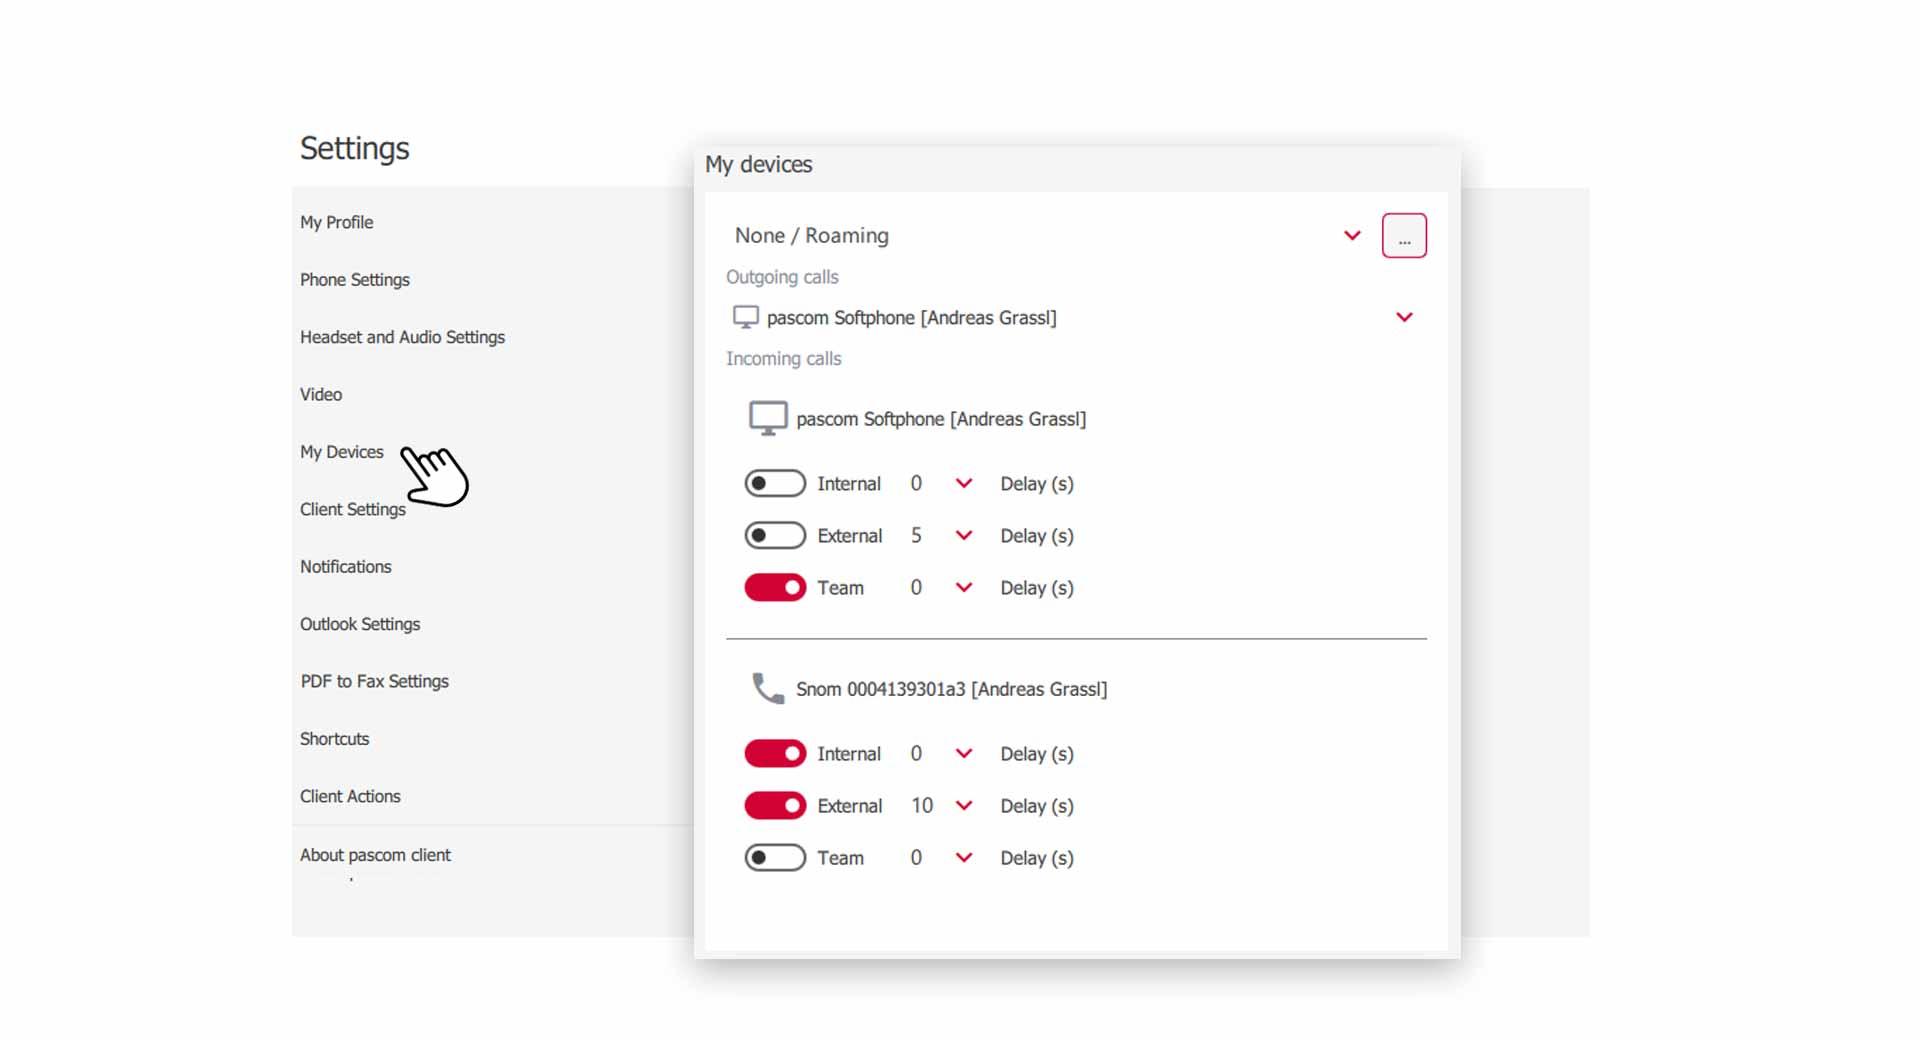 Settings
My Profile
Phone Settings
Headset and Audio Settings
Video
My Devices
Client Settings
Notifications
Outlook Settings
PDF to Fax Settings
Shortcuts
Client Actions
About pascom client
My devices
None / Roaming
...
Outgoing calls
pascom Softphone [Andreas Grassl]
Incoming calls
pascom Softphone [Andreas Grassl]
Internal 0 Delay (s)
External 5 Delay (s)
Team 0 Delay (s)
Snom 0004139301a3 [Andreas Grassl]
Internal 0 Delay (s)
External 10 Delay (s)
Team 0 Delay (s)